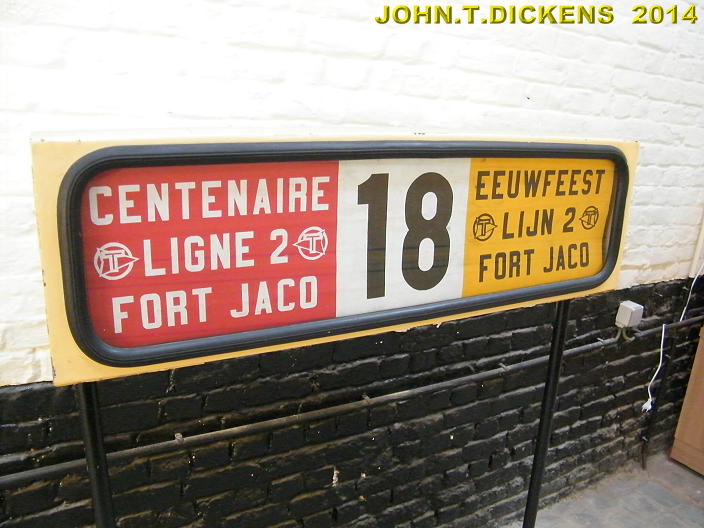 JOHN.T.DICKENS 2014
CENTENAIRE
LIGNE 2
FORT JACO
18
EEUWFEEST
LIJN 2
FORT JACO